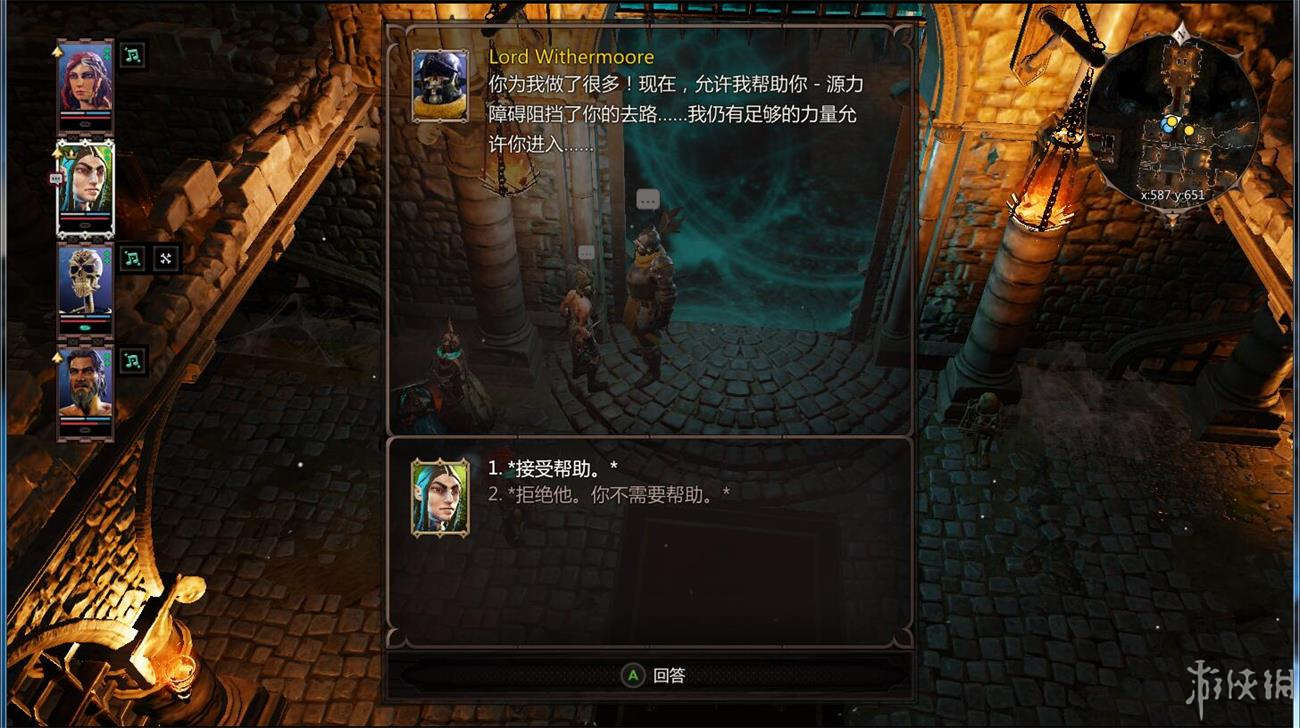 Lord Withermoore
你为我做了很多！现在，允许我帮助你 - 源力
障碍阻挡了你的去路......我仍有足够的力量允
许你进入......
x:587 y:651
1. *接受帮助。*
2. *拒绝他。你不需要帮助。*
A 回答
游侠网